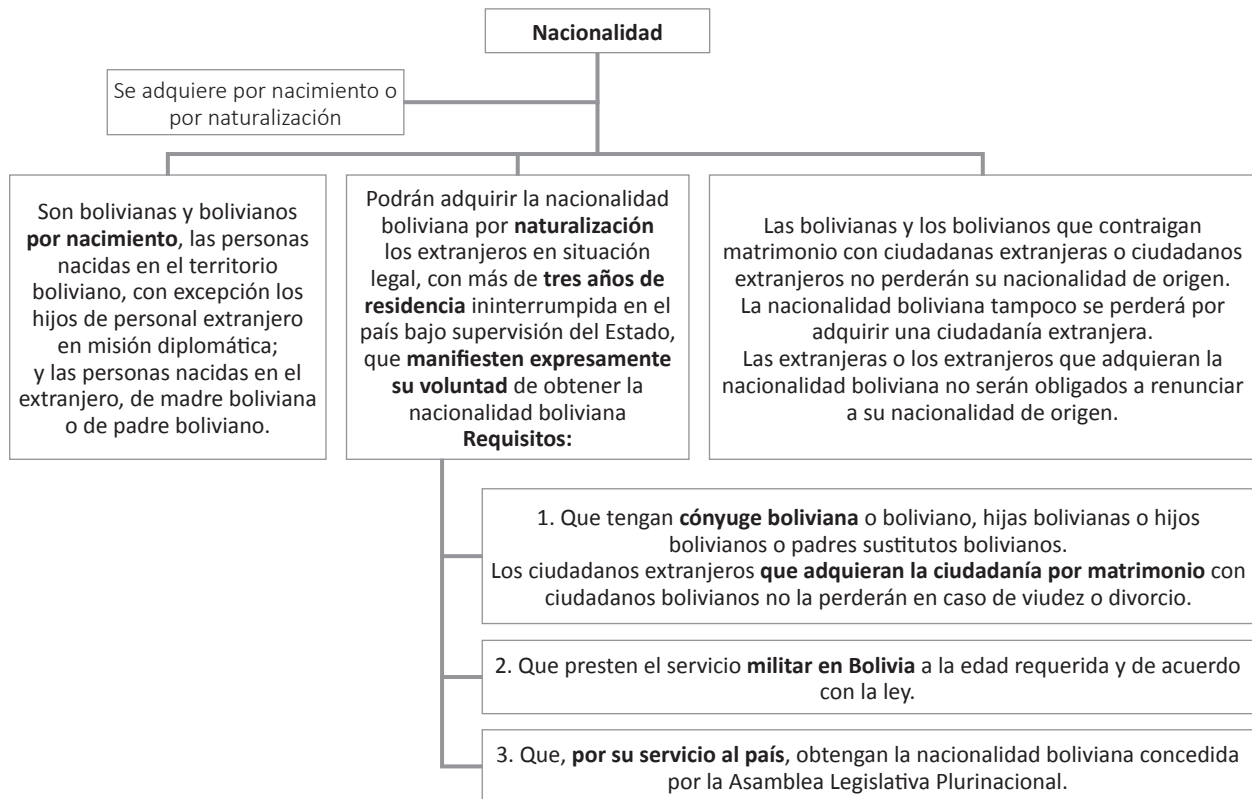 Nacionalidad
Se adquiere por nacimiento o
por naturalización
Son bolivianas y bolivianos
por nacimiento, las personas
nacidas en el territorio
boliviano, con excepción los
hijos de personal extranjero
en misión diplomática;
y las personas nacidas en el
extranjero, de madre boliviana
o de padre boliviano.
Podrán adquirir la nacionalidad
boliviana por naturalización
los extranjeros en situación
legal, con más de tres años de
residencia ininterrumpida en el
país bajo supervisión del Estado,
que manifiesten expresamente
su voluntad de obtener la
nacionalidad boliviana
Requisitos:
Las bolivianas y los bolivianos que contraigan
matrimonio con ciudadanas extranjeras o ciudadanos
extranjeros no perderán su nacionalidad de origen.
La nacionalidad boliviana tampoco se perderá por
adquirir una ciudadanía extranjera.
Las extranjeras o los extranjeros que adquieran la
nacionalidad boliviana no serán obligados a renunciar
a su nacionalidad de origen.
1. Que tengan cónyuge boliviana o boliviano, hijas bolivianas o hijos
bolivianos o padres sustitutos bolivianos.
Los ciudadanos extranjeros que adquieran la ciudadanía por matrimonio con
ciudadanos bolivianos no la perderán en caso de viudez o divorcio.
2. Que presten el servicio militar en Bolivia a la edad requerida y de acuerdo
con la ley.
3. Que, por su servicio al país, obtengan la nacionalidad boliviana concedida
por la Asamblea Legislativa Plurinacional.